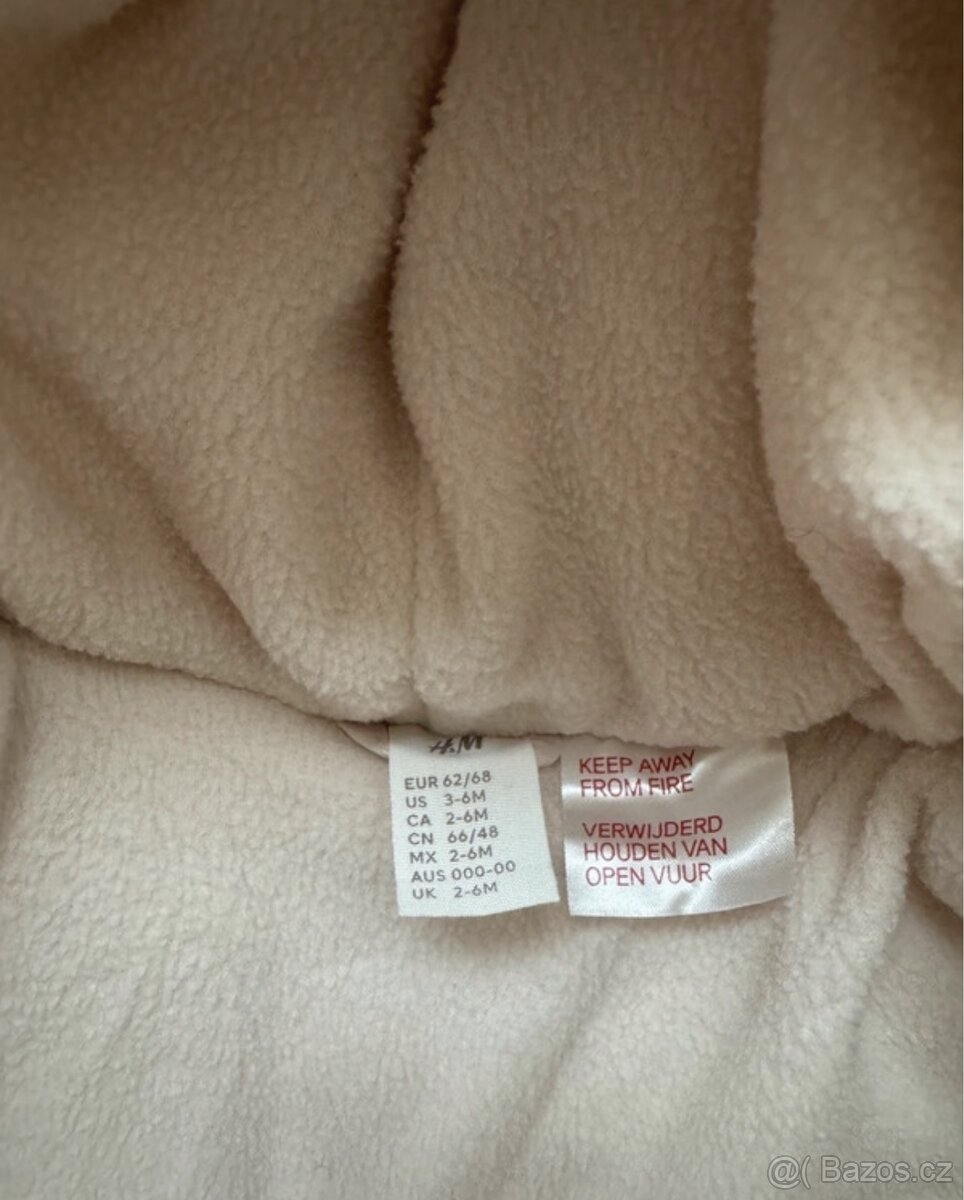 H&M
EUR 62/68
US 3-6M
CA 2-6M
CN 66/48
MX 2-6M
AUS 000-00
UK 2-6M
KEEP AWAY
FROM FIRE
VERWIJDERD
HOUDEN VAN
OPEN VUUR
@( Bazos.cz